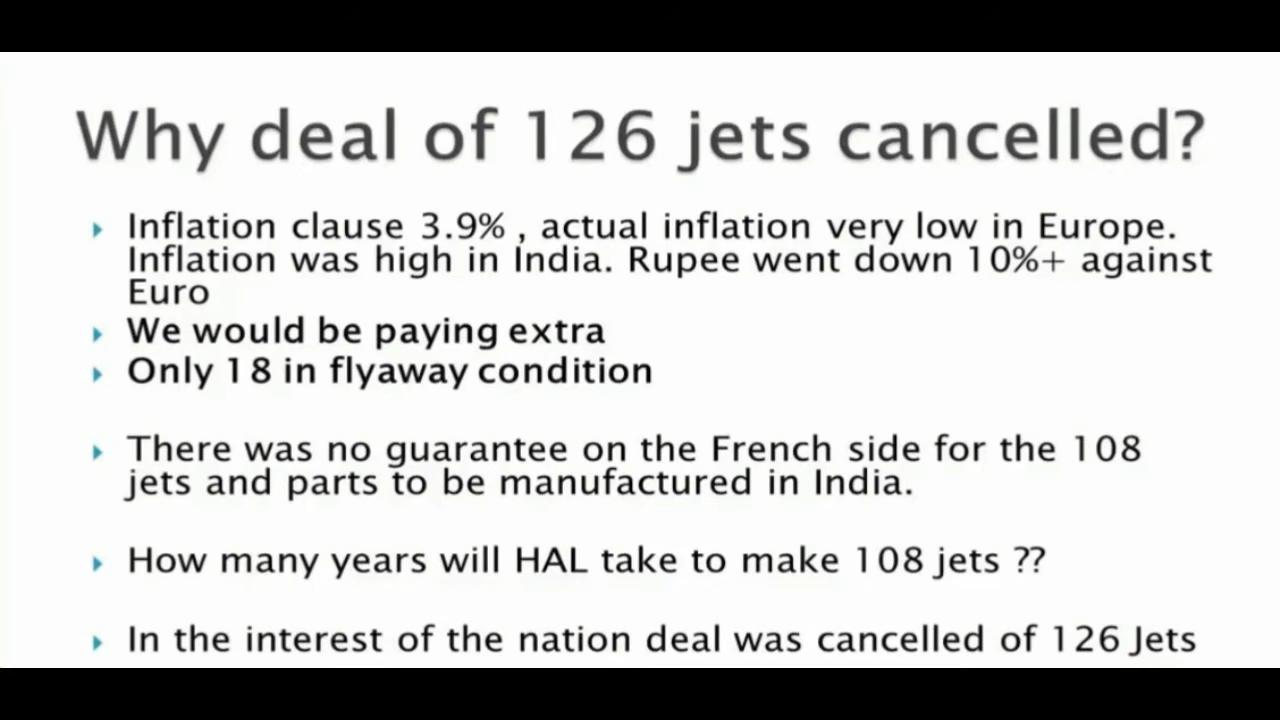 Why deal of 126 jets cancelled?
Inflation clause 3.9% , actual inflation very low in Europe.
Inflation was high in India. Rupee went down 10%+ against
Euro
We would be paying extra
Only 18 in flyaway condition
There was no guarantee on the French side for the 108
jets and parts to be manufactured in India.
How many years will HAL take to make 108 jets ??
In the interest of the nation deal was cancelled of 126 Jets